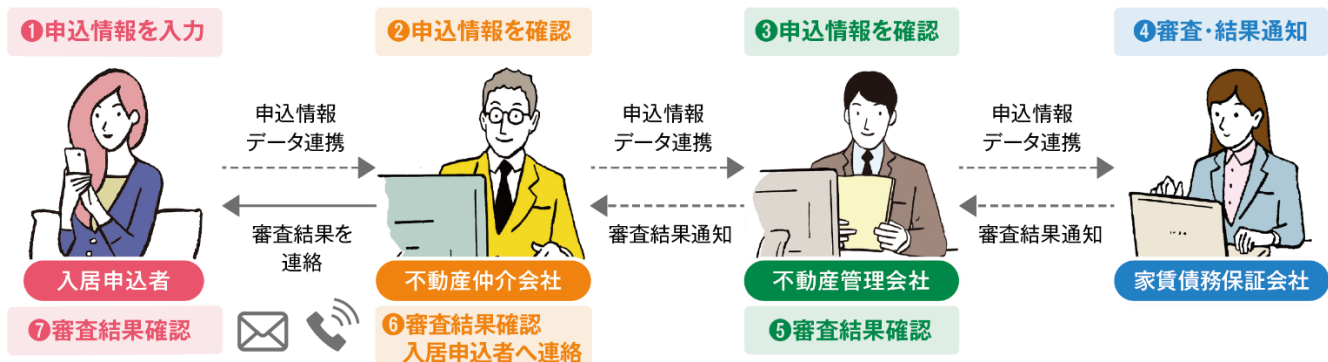 ❶申込情報を入力
❷申込情報を確認
❸申込情報を確認
❹審査・結果通知
申込情報
データ連携
申込情報
データ連携
申込情報
データ連携
審査結果を
連絡
審査結果通知
審査結果通知
入居申込者
不動産仲介会社
不動産管理会社
家賃債務保証会社
❼審査結果確認
❻審査結果確認
入居申込者へ連絡
❺審査結果確認